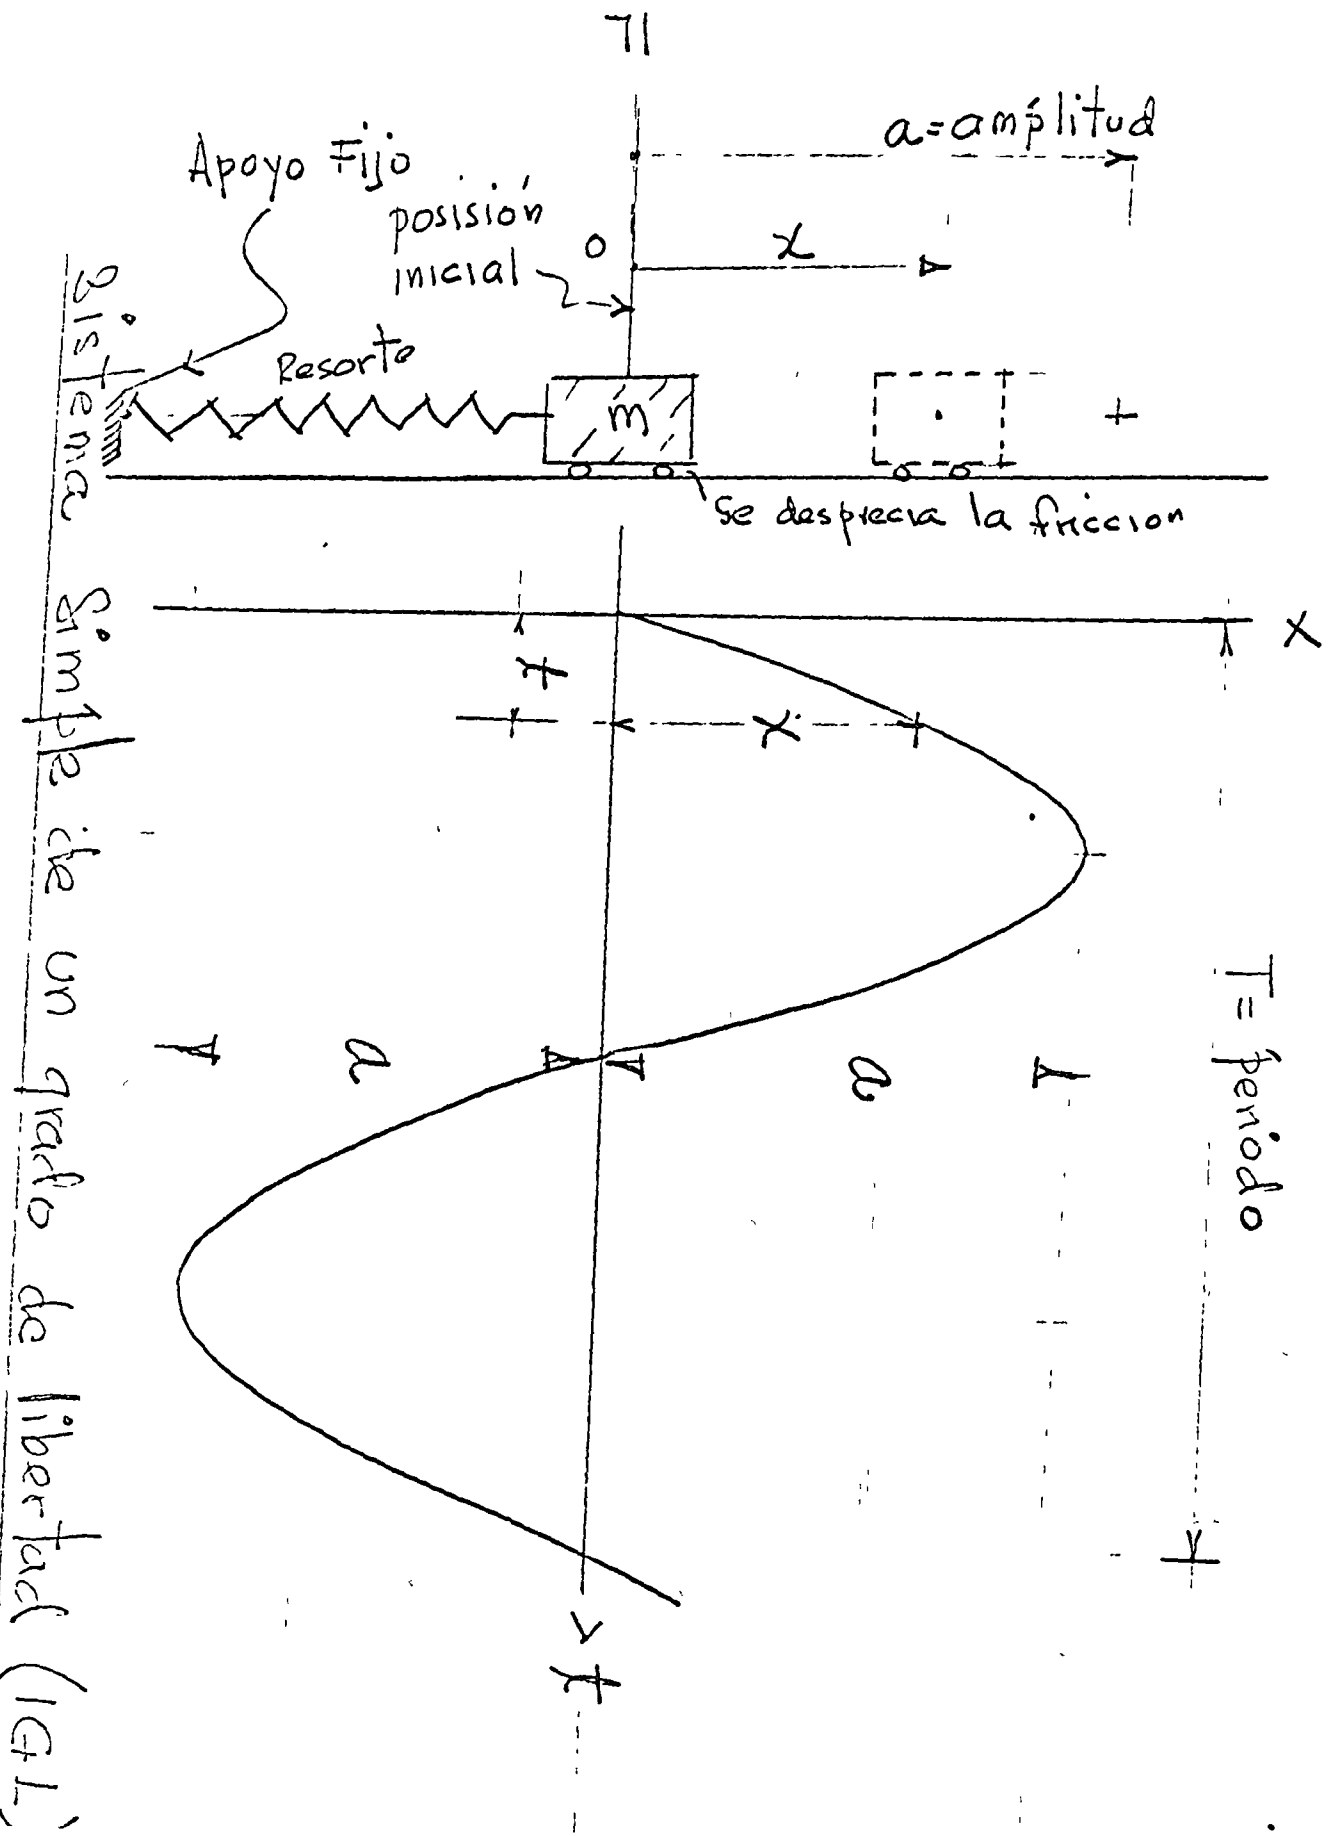 71
a=amplitud
Apoyo Fijo
posisión
inicial
o
x
Resorte
m
+
Se desprecia la friccion
x
t
x
T= periódo
a
a
t
Sistema Simple de un grado de libertad (1GL)